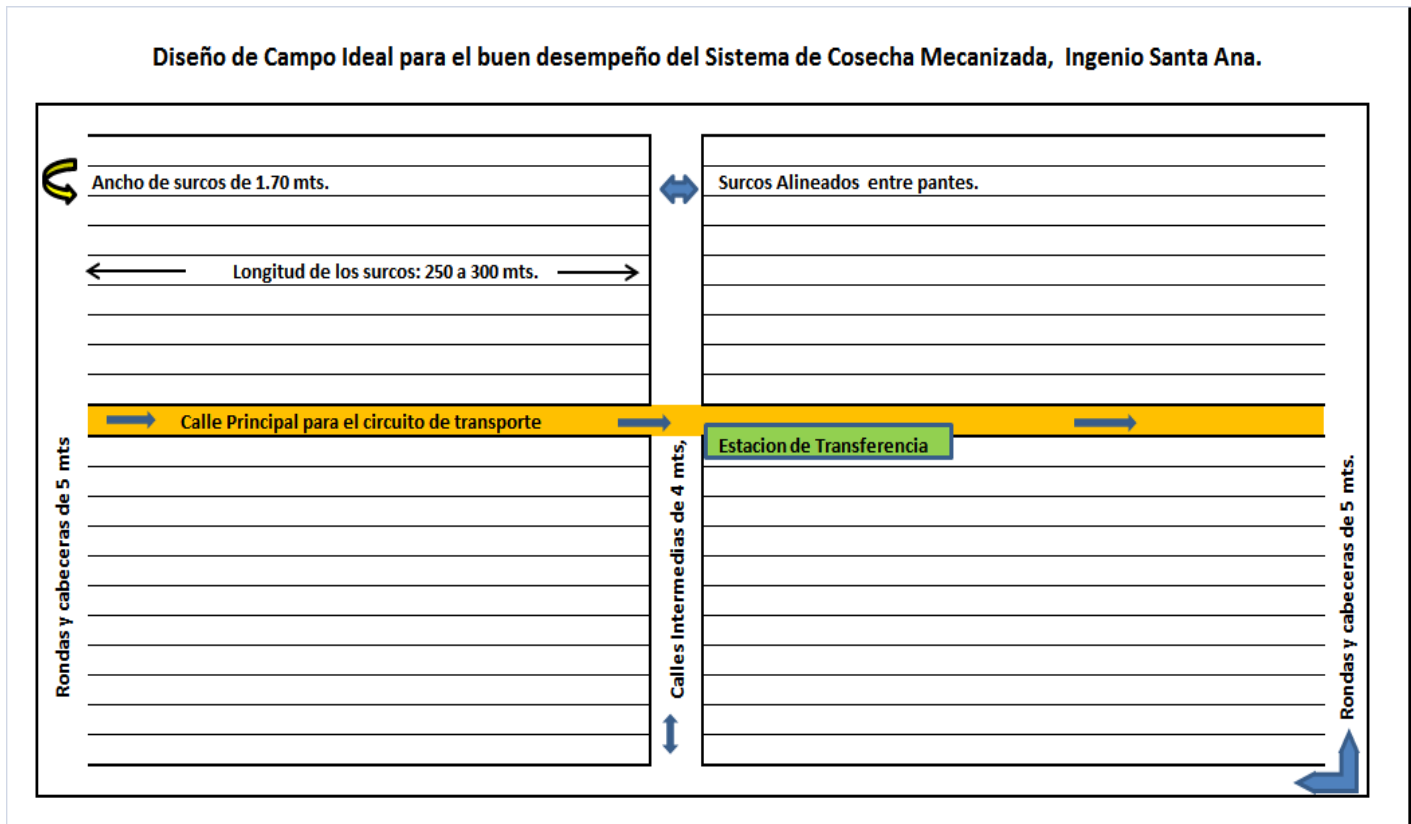 Diseño de Campo Ideal para el buen desempeño del Sistema de Cosecha Mecanizada, Ingenio Santa Ana.
Ancho de surcos de 1.70 mts.
Surcos Alineados entre pantes.
Longitud de los surcos: 250 a 300 mts.
Calle Principal para el circuito de transporte
Estacion de Transferencia
Rondas y cabeceras de 5 mts
Calles Intermedias de 4 mts,
Rondas y cabeceras de 5 mts.